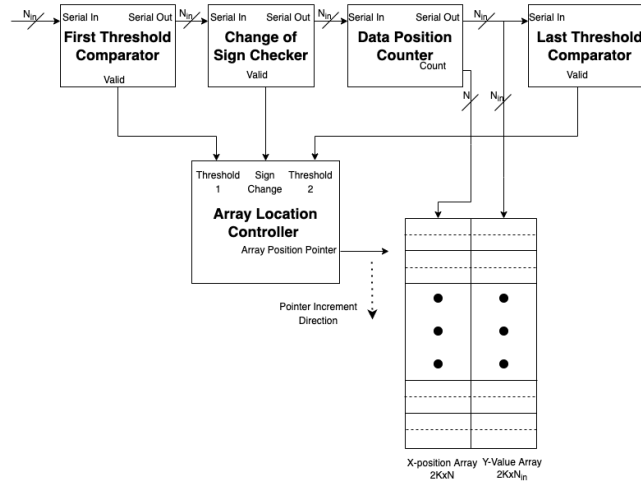 N_in
Serial In Serial Out
First Threshold
Comparator
Valid
N_in
Serial In Serial Out
Change of
Sign Checker
Valid
N_in
Serial In Serial Out
Data Position
Counter
Count
N_in
Serial In
Last Threshold
Comparator
Valid
N
N_in
Threshold
1
Sign
Change
Threshold
2
Array Location
Controller
Array Position Pointer
Pointer Increment
Direction
X-position Array
2KxN
Y-Value Array
2KxN_in